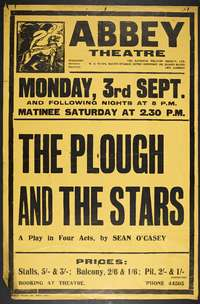 ABBEY
THEATRE
MONDAY, 3rd SEPT.
AND FOLLOWING NIGHTS AT 8 P.M.
MATINEE SATURDAY AT 2.30 P.M.
THE PLOUGH
AND THE STARS
A Play in Four Acts, by SEAN O'CASEY
PRICES:
Stalls, 5/- & 3/-; Balcony, 2/6 & 1/6; Pit, 2/- & 1/-
BOOKING AT THEATRE. 'PHONE 44505